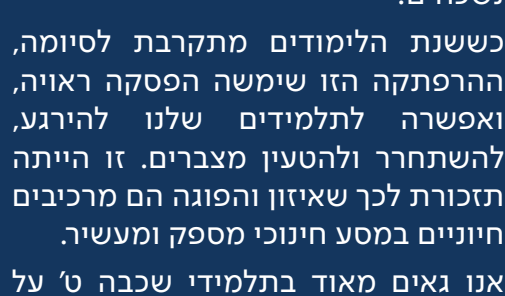 כששנת הלימודים מתקרבת לסיומה,
ההרפתקה הזו שימשה הפסקה ראויה,
ואפשרה לתלמידים שלנו להירגע,
להשתחרר ולהטעין מצברים. זו הייתה
תזכורת לכך שאיזון והפוגה הם מרכיבים
חיוניים במסע חינוכי מספק ומעשיר.
אנו גאים מאוד בתלמידי שכבה ט' על